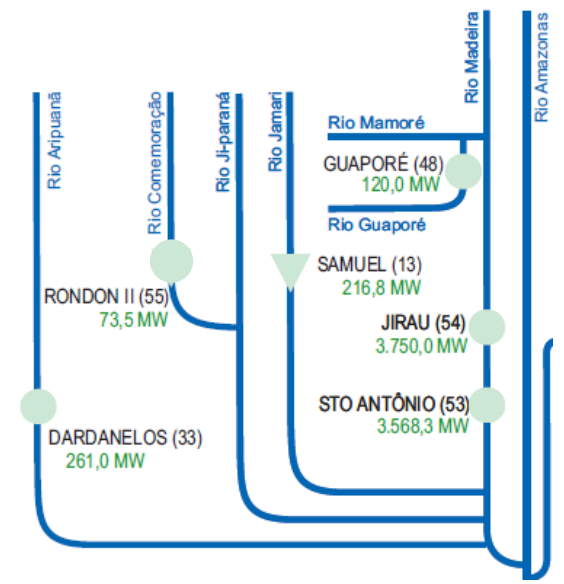 Rio Aripuanã
Rio Comemoração
Rio Ji-paraná
Rio Jamari
Rio Madeira
Rio Amazonas
Rio Mamoré
GUAPORÉ (48)
120,0 MW
Rio Guaporé
SAMUEL (13)
216,8 MW
RONDON II (55)
73,5 MW
JIRAU (54)
3.750,0 MW
STO ANTÔNIO (53)
3.568,3 MW
DARDANELOS (33)
261,0 MW